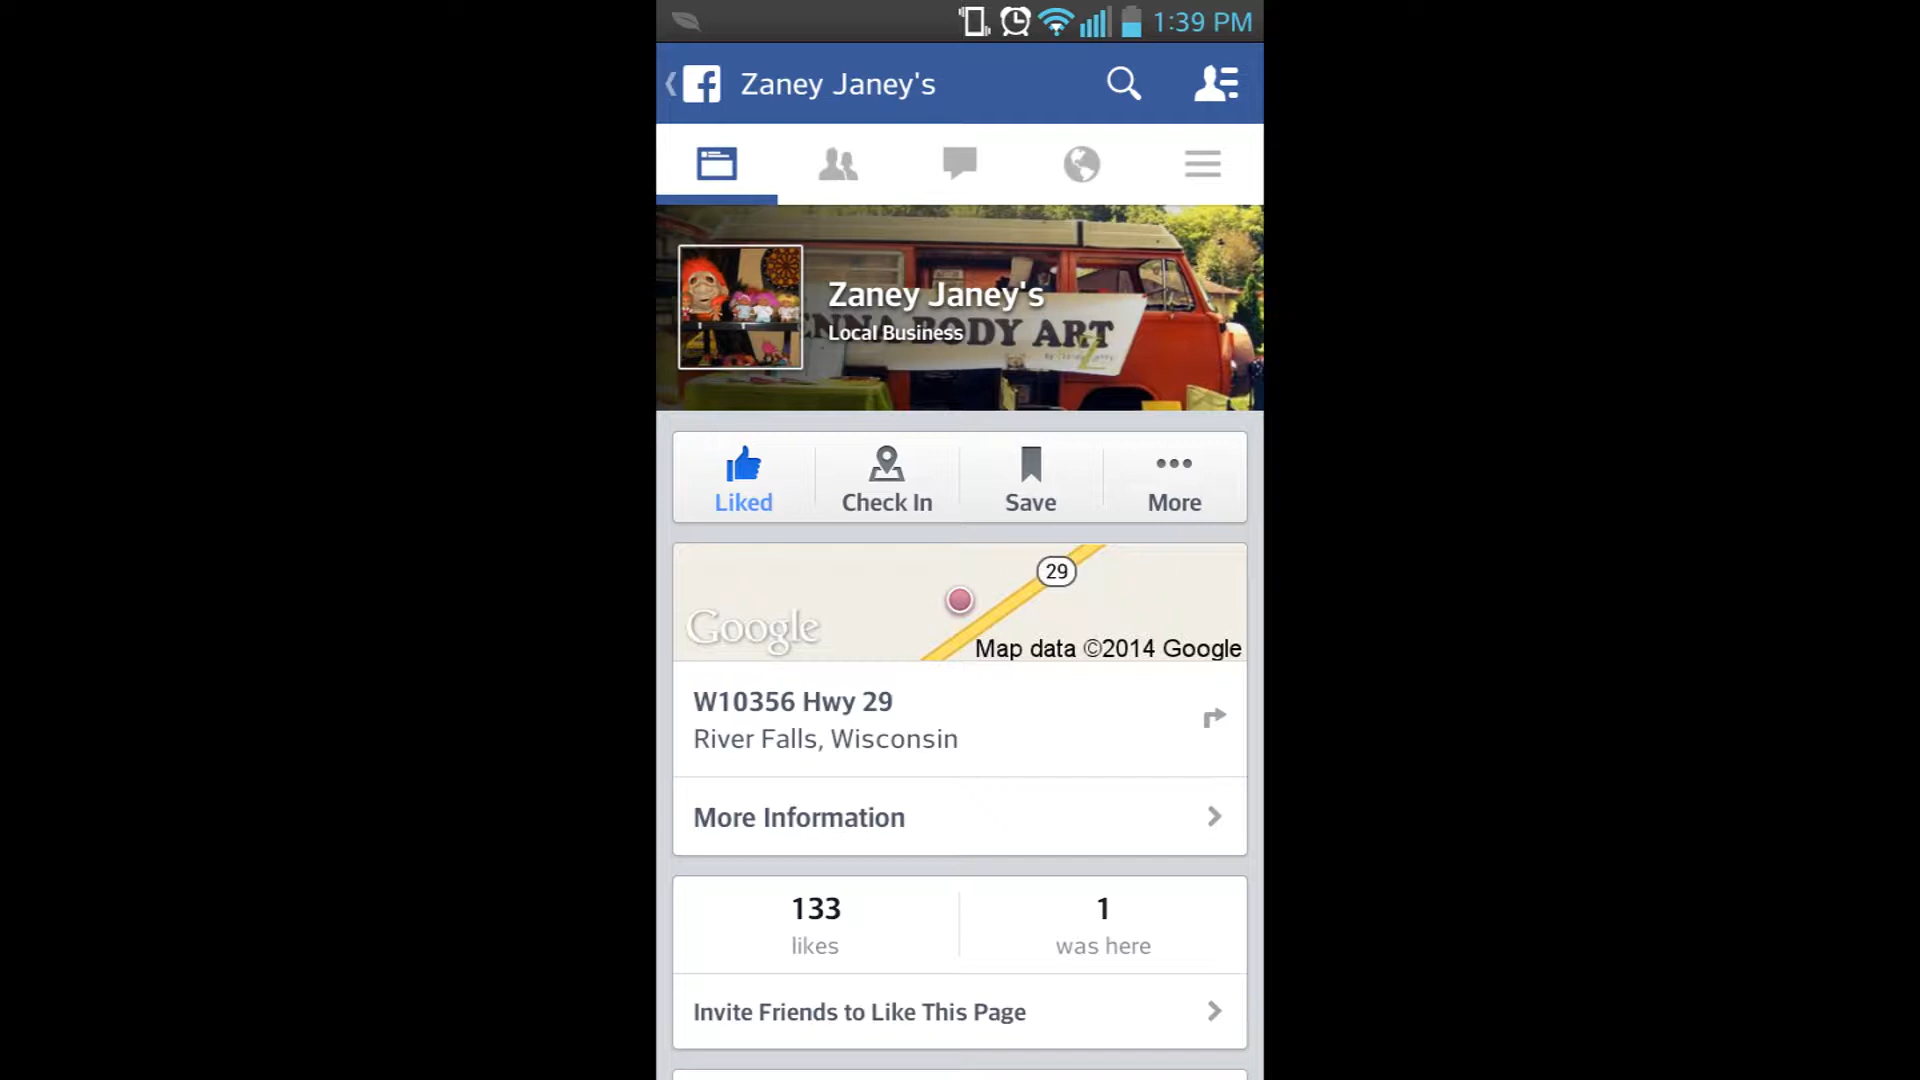 1:39 PM
Zaney Janey's
Zaney Janey's
Local Business
ENNA BODY ART
Liked
Check In
Save
More
29
Google
Map data ©2014 Google
W10356 Hwy 29
River Falls, Wisconsin
More Information
133
likes
1
was here
Invite Friends to Like This Page